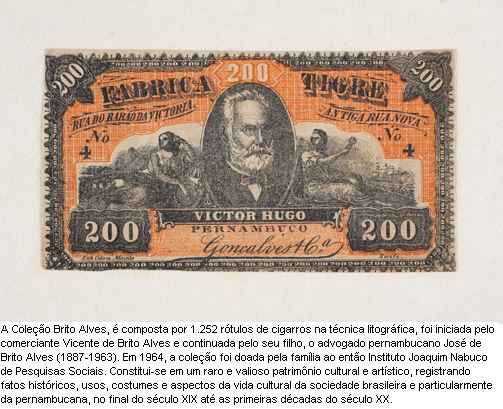 200
200
200
FABRICA TIGRE
RUA DO BARÃO DA VICTORIA
ANTIGA RUA NOVA
No
4
No
4
VICTOR HUGO
PERNAMBUCO
200
Gonçalves & C.ª
200
A Coleção Brito Alves, é composta por 1.252 rótulos de cigarros na técnica litográfica, foi iniciada pelo
comerciante Vicente de Brito Alves e continuada pelo seu filho, o advogado pernambucano José de
Brito Alves (1887-1963). Em 1964, a coleção foi doada pela família ao então Instituto Joaquim Nabuco
de Pesquisas Sociais. Constitui-se em um raro e valioso patrimônio cultural e artístico, registrando
fatos históricos, usos, costumes e aspectos da vida cultural da sociedade brasileira e particularmente
da pernambucana, no final do século XIX até as primeiras décadas do século XX.